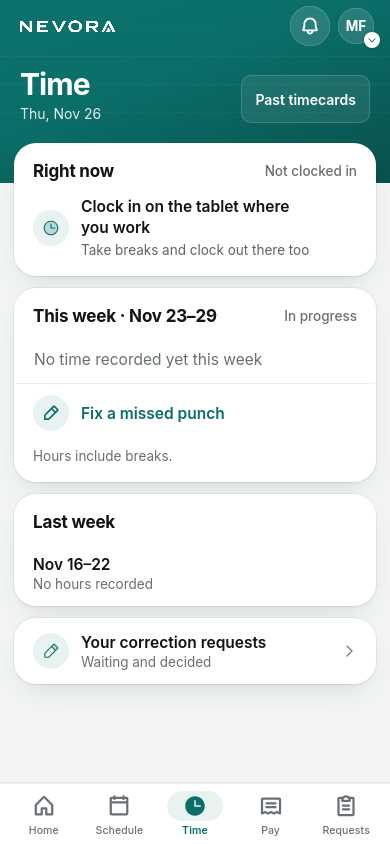 NEVORA
MF
Time
Thu, Nov 26
Past timecards
Right now
Not clocked in
Clock in on the tablet where
you work
Take breaks and clock out there too
This week · Nov 23–29
In progress
No time recorded yet this week
Fix a missed punch
Hours include breaks.
Last week
Nov 16–22
No hours recorded
Your correction requests
Waiting and decided
Home
Schedule
Time
Pay
Requests